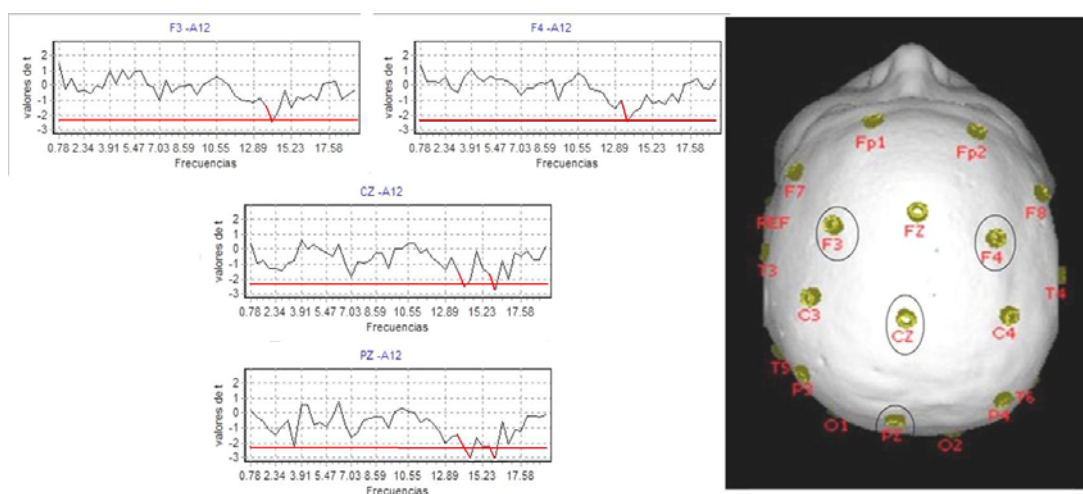 F3 -A12
valores de t
2
1
0
-1
-2
-3
0.78 2.34 3.91 5.47 7.03 8.59 10.55 12.89 15.23 17.58
Frecuencias
F4 -A12
valores de t
2
1
0
-1
-2
-3
0.78 2.34 3.91 5.47 7.03 8.59 10.55 12.89 15.23 17.58
Frecuencias
CZ -A12
valores de t
2
1
0
-1
-2
-3
0.78 2.34 3.91 5.47 7.03 8.59 10.55 12.89 15.23 17.58
Frecuencias
PZ -A12
valores de t
2
1
0
-1
-2
-3
0.78 2.34 3.91 5.47 7.03 8.59 10.55 12.89 15.23 17.58
Frecuencias
Fp1 Fp2
F7 F8
REF FZ
F3 F4
T3 T4
C3 CZ C4
T5 T6
P3 P4
O1 PZ O2